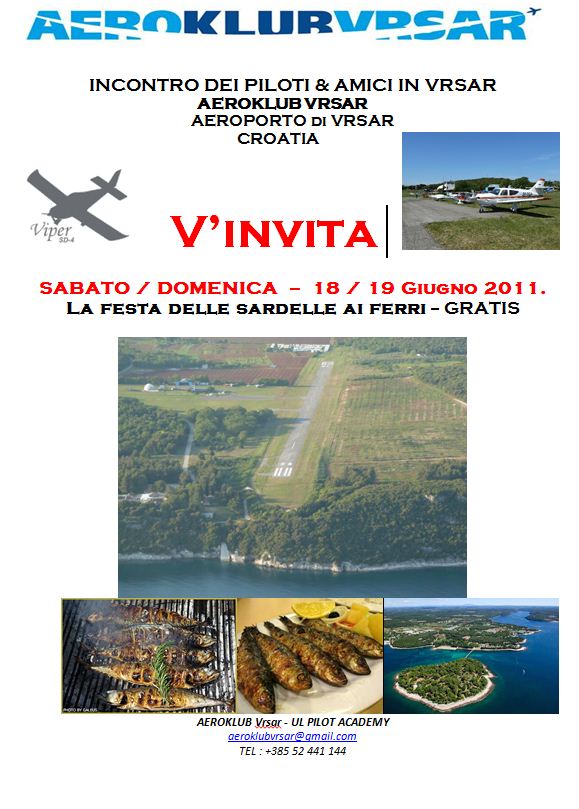 AEROKLUBVRSAR
INCONTRO DEI PILOTI & AMICI IN VRSAR
AEROKLUB VRSAR
AEROPORTO di VRSAR
CROATIA
Viper
SD-4
V'INVITA
SABATO / DOMENICA – 18 / 19 Giugno 2011.
La festa delle sardelle ai ferri – GRATIS
PHOTO BY GALEUS
AEROKLUB Vrsar - UL PILOT ACADEMY
aeroklubvrsar@gmail.com
TEL : +385 52 441 144